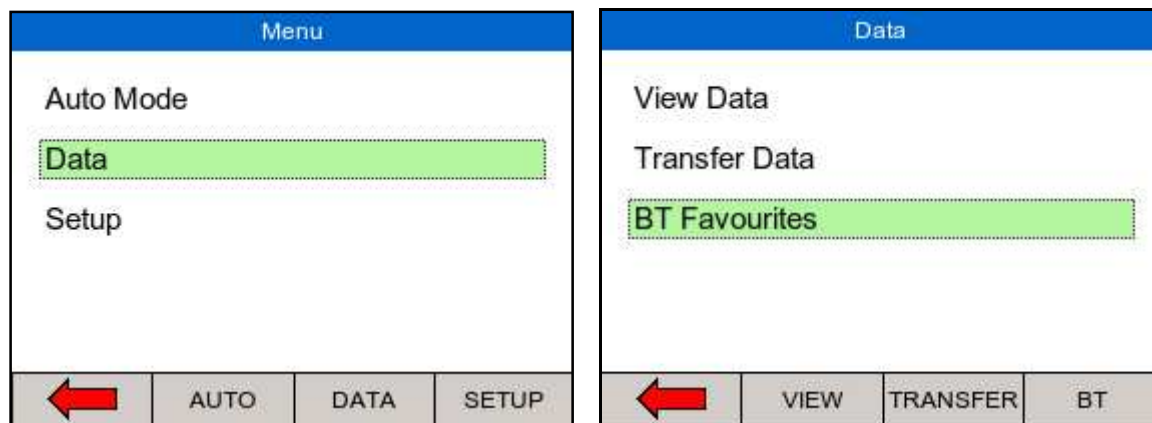 Menu
Auto Mode
Data
Setup
AUTO DATA SETUP
Data
View Data
Transfer Data
BT Favourites
VIEW TRANSFER BT